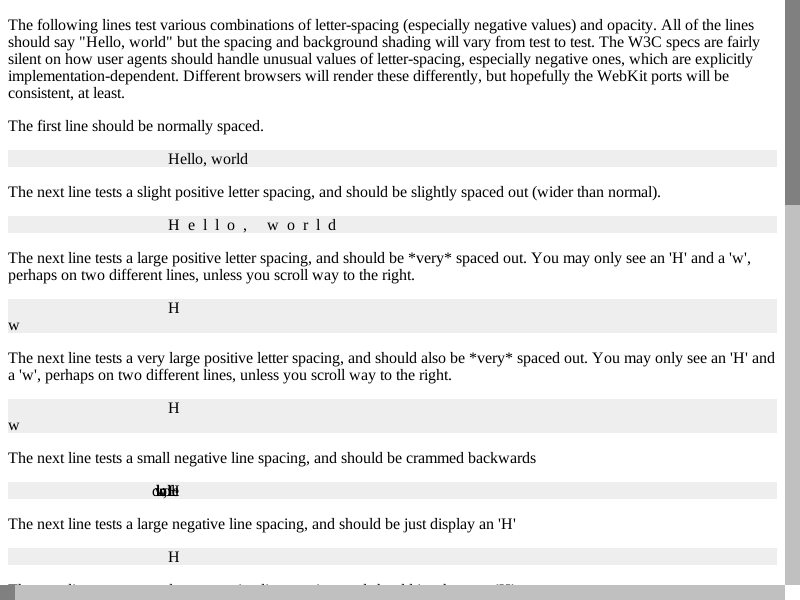 The following lines test various combinations of letter-spacing (especially negative values) and opacity. All of the lines
should say "Hello, world" but the spacing and background shading will vary from test to test. The W3C specs are fairly
silent on how user agents should handle unusual values of letter-spacing, especially negative ones, which are explicitly
implementation-dependent. Different browsers will render these differently, but hopefully the WebKit ports will be
consistent, at least.
The first line should be normally spaced.
Hello, world
The next line tests a slight positive letter spacing, and should be slightly spaced out (wider than normal).
H e l l o ,  w o r l d
The next line tests a large positive letter spacing, and should be *very* spaced out. You may only see an 'H' and a 'w',
perhaps on two different lines, unless you scroll way to the right.
H
w
The next line tests a very large positive letter spacing, and should also be *very* spaced out. You may only see an 'H' and
a 'w', perhaps on two different lines, unless you scroll way to the right.
H
w
The next line tests a small negative line spacing, and should be crammed backwards
The next line tests a large negative line spacing, and should be just display an 'H'
H